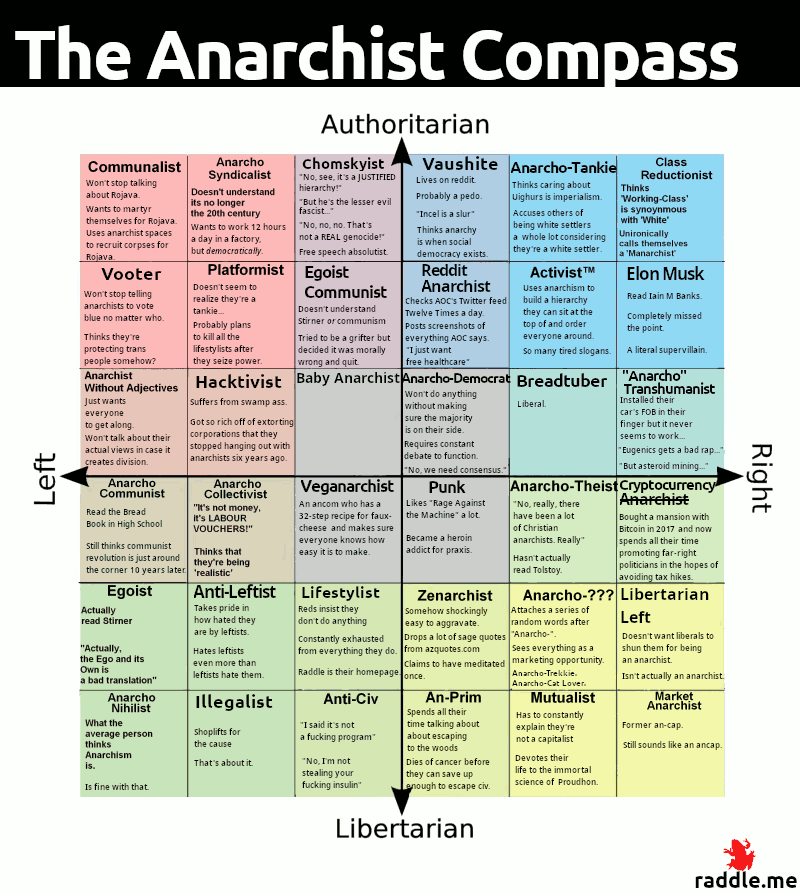 The Anarchist Compass
Authoritarian
Communalist
Won't stop talking
about Rojava.
Wants to martyr
themselves for Rojava.
Uses anarchist spaces
to recruit corpses for
Rojava.
Anarcho
Syndicalist
Doesn't understand
its no longer
the 20th century
Wants to work 12 hours
a day in a factory,
but democratically.
Chomskyist
"No, see, it's a JUSTIFIED
hierarchy!"
"But he's the lesser evil
fascist..."
"No, no, no. That's
not a REAL genocide!"
Free speech absolutist.
Vaushite
Lives on reddit.
Probably a pedo.
"Incel is a slur"
Thinks anarchy
is when social
democracy exists.
Anarcho-Tankie
Thinks caring about
Uighurs is imperialism.
Accuses others of
being white settlers
a whole lot considering
they're a white settler.
Class
Reductionist
Thinks
'Working-Class'
is synoynmous
with 'White'
Unironically
calls themselves
a 'Manarchist'
Vooter
Won't stop telling
anarchists to vote
blue no matter who.
Thinks they're
protecting trans
people somehow?
Platformist
Doesn't seem to
realize they're a
tankie...
Probably plans
to kill all the
lifestylists after
they seize power.
Egoist
Communist
Doesn't understand
Stirner or communism
Tried to be a grifter but
decided it was morally
wrong and quit.
Reddit
Anarchist
Checks AOC's Twitter feed
Twelve Times a day.
Posts screenshots of
everything AOC says.
"I just want
free healthcare"
Activist™
Uses anarchism to
build a hierarchy
they can sit at the
top of and order
everyone around.
So many tired slogans.
Elon Musk
Read Iain M Banks.
Completely missed
the point.
A literal supervillain.
Anarchist
Without Adjectives
Just wants
everyone
to get along.
Won't talk about their
actual views in case it
creates division.
Hacktivist
Suffers from swamp ass.
Got so rich off of extorting
corporations that they
stopped hanging out with
anarchists six years ago.
Baby Anarchist
Anarcho-Democrat
Won't do anything
without making
sure the majority
is on their side.
Requires constant
debate to function.
"No, we need consensus."
Breadtuber
Liberal.
"Anarcho"
Transhumanist
Installed their
car's FOB in their
finger but it never
seems to work...
"Eugenics get a bad rap..."
"But asteroid mining..."
Left
Right
Anarcho
Communist
Read the Bread
Book in High School
Still thinks communist
revolution is just around
the corner 10 years later.
Anarcho
Collectivist
"It's not money,
it's LABOUR
VOUCHERS!"
Thinks that
they're being
'realistic'
Veganarchist
An ancom who has a
32-step recipe for faux-
cheese and makes sure
everyone knows how
easy it is to make.
Punk
Likes "Rage Against
the Machine" a lot.
Became a heroin
addict for praxis.
Anarcho-Theist
"No, really, there
have been a lot
of Christian
anarchists. Really"
Hasn't actually
read Tolstoy.
Cryptocurrency
Anarchist
Bought a mansion with
Bitcoin in 2017 and now
spends all their time
promoting far-right
politicians in the hopes of
avoiding tax hikes.
Egoist
Actually
read Stirner
"Actually,
the Ego and its
Own is
a bad translation"
Anti-Leftist
Takes pride in
how hated they
are by leftists.
Hates leftists
even more than
leftists hate them.
Lifestylist
Reds insist they
don't do anything
Constantly exhausted
from everything they do.
Raddle is their homepage.
Zenarchist
Somehow shockingly
easy to aggravate.
Drops a lot of sage quotes
from azquotes.com
Claims to have meditated
once.
Anarcho-???
Attaches a series of
random words after
"Anarcho-".
Sees everything as a
marketing opportunity.
Anarcho-Trekkie.
Anarcho-Cat Lover.
Libertarian
Left
Doesn't want liberals to
shun them for being
an anarchist.
Isn't actually an anarchist.
Anarcho
Nihilist
What the
average person
thinks
Anarchism
is.
Is fine with that.
Illegalist
Shoplifts for
the cause
That's about it.
Anti-Civ
"I said it's not
a fucking program"
"No, I'm not
stealing your
fucking insulin"
An-Prim
Spends all their
time talking about
about escaping
to the woods
Dies of cancer before
they can save up
enough to escape civ.
Mutualist
Has to constantly
explain they're
not a capitalist
Devotes their
life to the immortal
science of Proudhon.
Market
Anarchist
Former an-cap.
Still sounds like an ancap.
Libertarian
raddle.me